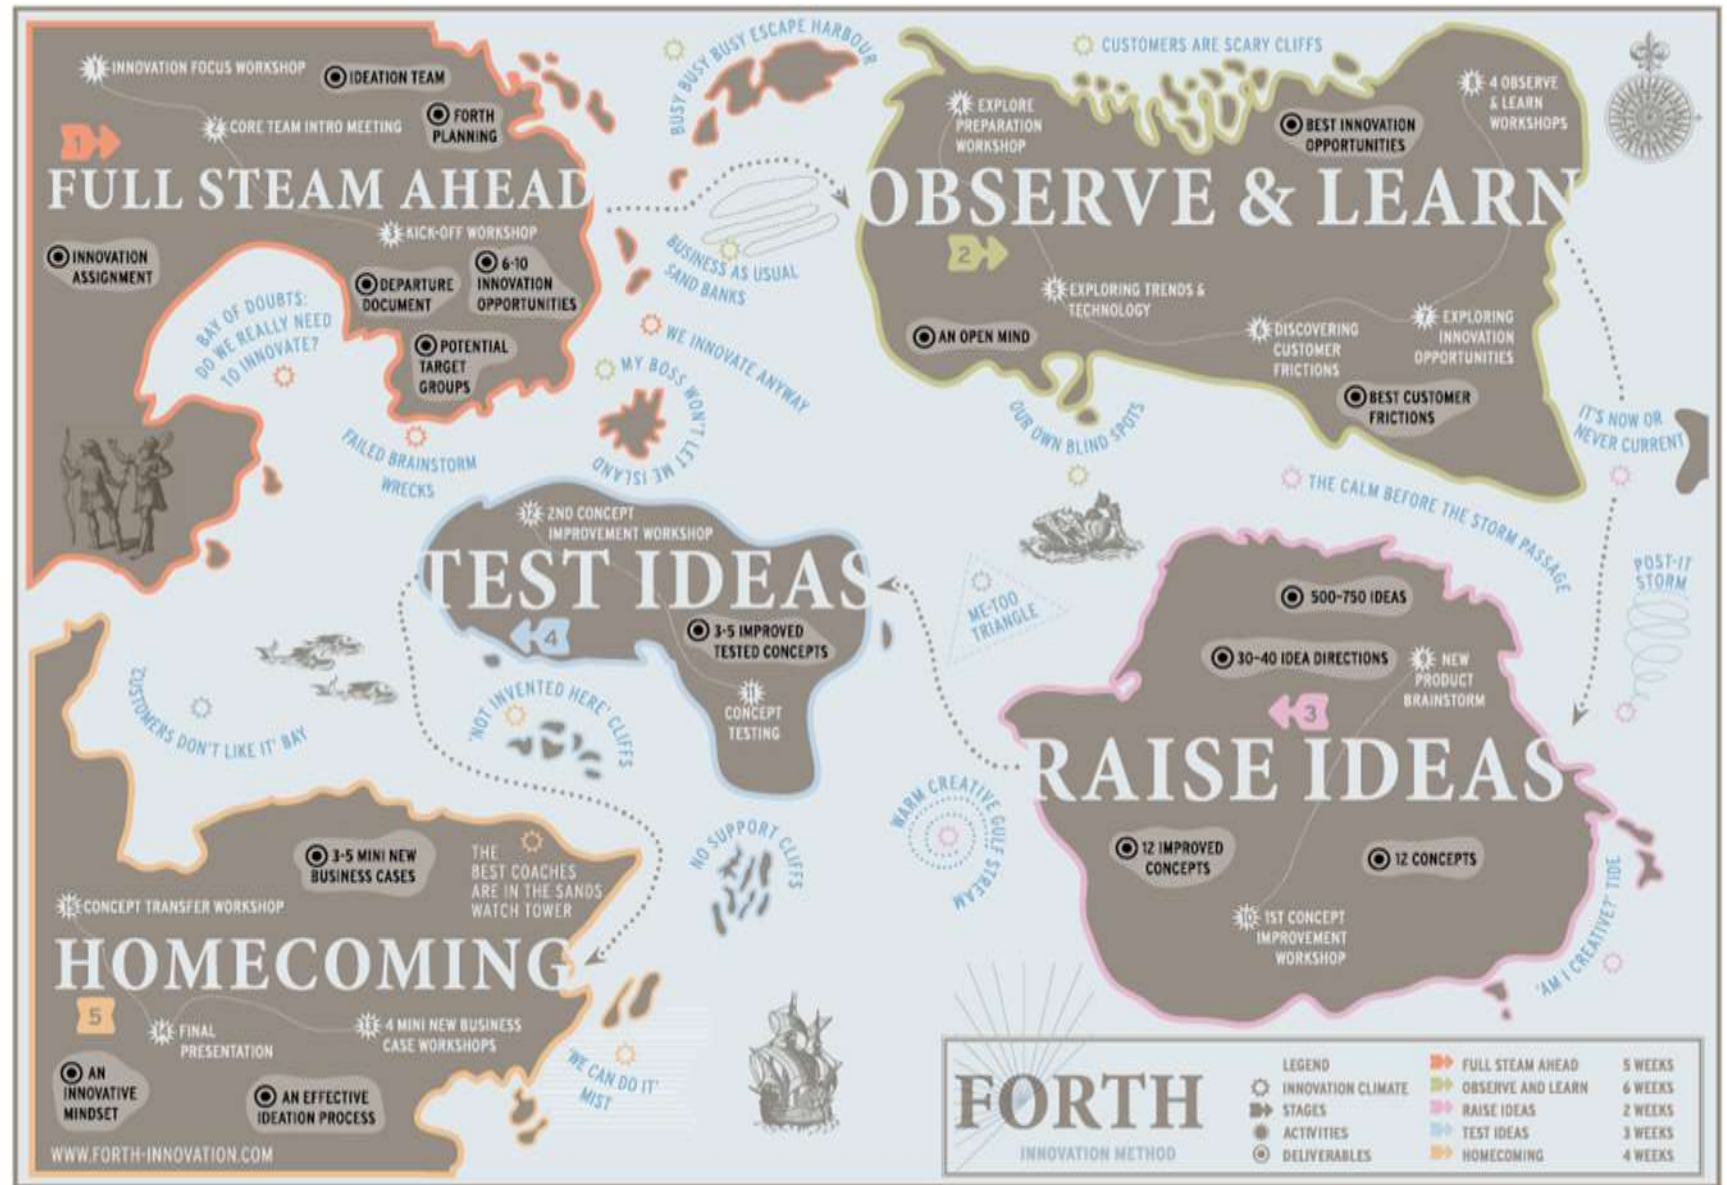 1
INNOVATION FOCUS WORKSHOP
IDEATION TEAM
2
CORE TEAM INTRO MEETING
FORTH
PLANNING
1
FULL STEAM AHEAD
3
KICK-OFF WORKSHOP
INNOVATION
ASSIGNMENT
DEPARTURE
DOCUMENT
6-10
INNOVATION
OPPORTUNITIES
POTENTIAL
TARGET
GROUPS
BAY OF DOUBTS:
DO WE REALLY NEED
TO INNOVATE?
FAILED BRAINSTORM
WRECKS
BUSY BUSY BUSY ESCAPE HARBOUR
BUSINESS AS USUAL
SAND BANKS
WE INNOVATE ANYWAY
MY BOSS WON'T LET ME ISLAND
CUSTOMERS ARE SCARY CLIFFS
4
EXPLORE
PREPARATION
WORKSHOP
BEST INNOVATION
OPPORTUNITIES
8
4 OBSERVE
& LEARN
WORKSHOPS
OBSERVE & LEARN
2
5
EXPLORING TRENDS &
TECHNOLOGY
AN OPEN MIND
6
DISCOVERING
CUSTOMER
FRICTIONS
7
EXPLORING
INNOVATION
OPPORTUNITIES
BEST CUSTOMER
FRICTIONS
OUR OWN BLIND SPOTS
IT'S NOW OR
NEVER CURRENT
THE CALM BEFORE THE STORM PASSAGE
POST-IT
STORM
12
2ND CONCEPT
IMPROVEMENT WORKSHOP
TEST IDEAS
4
3-5 IMPROVED
TESTED CONCEPTS
11
CONCEPT
TESTING
'NOT INVENTED HERE' CLIFFS
ME-TOO
TRIANGLE
500-750 IDEAS
30-40 IDEA DIRECTIONS
9
NEW
PRODUCT
BRAINSTORM
3
RAISE IDEAS
12 IMPROVED
CONCEPTS
12 CONCEPTS
10
1ST CONCEPT
IMPROVEMENT
WORKSHOP
WARM CREATIVE GULF STREAM
'AM I CREATIVE?' TIDE
NO SUPPORT CLIFFS
'CUSTOMERS DON'T LIKE IT' BAY
3-5 MINI NEW
BUSINESS CASES
THE
BEST COACHES
ARE IN THE SANDS
WATCH TOWER
15
CONCEPT TRANSFER WORKSHOP
HOMECOMING
5
14
FINAL
PRESENTATION
13
4 MINI NEW BUSINESS
CASE WORKSHOPS
AN
INNOVATIVE
MINDSET
AN EFFECTIVE
IDEATION PROCESS
'WE CAN DO IT'
MIST
WWW.FORTH-INNOVATION.COM
FORTH
INNOVATION METHOD
LEGEND
INNOVATION CLIMATE
STAGES
ACTIVITIES
DELIVERABLES
FULL STEAM AHEAD 5 WEEKS
OBSERVE AND LEARN 6 WEEKS
RAISE IDEAS 2 WEEKS
TEST IDEAS 3 WEEKS
HOMECOMING 4 WEEKS